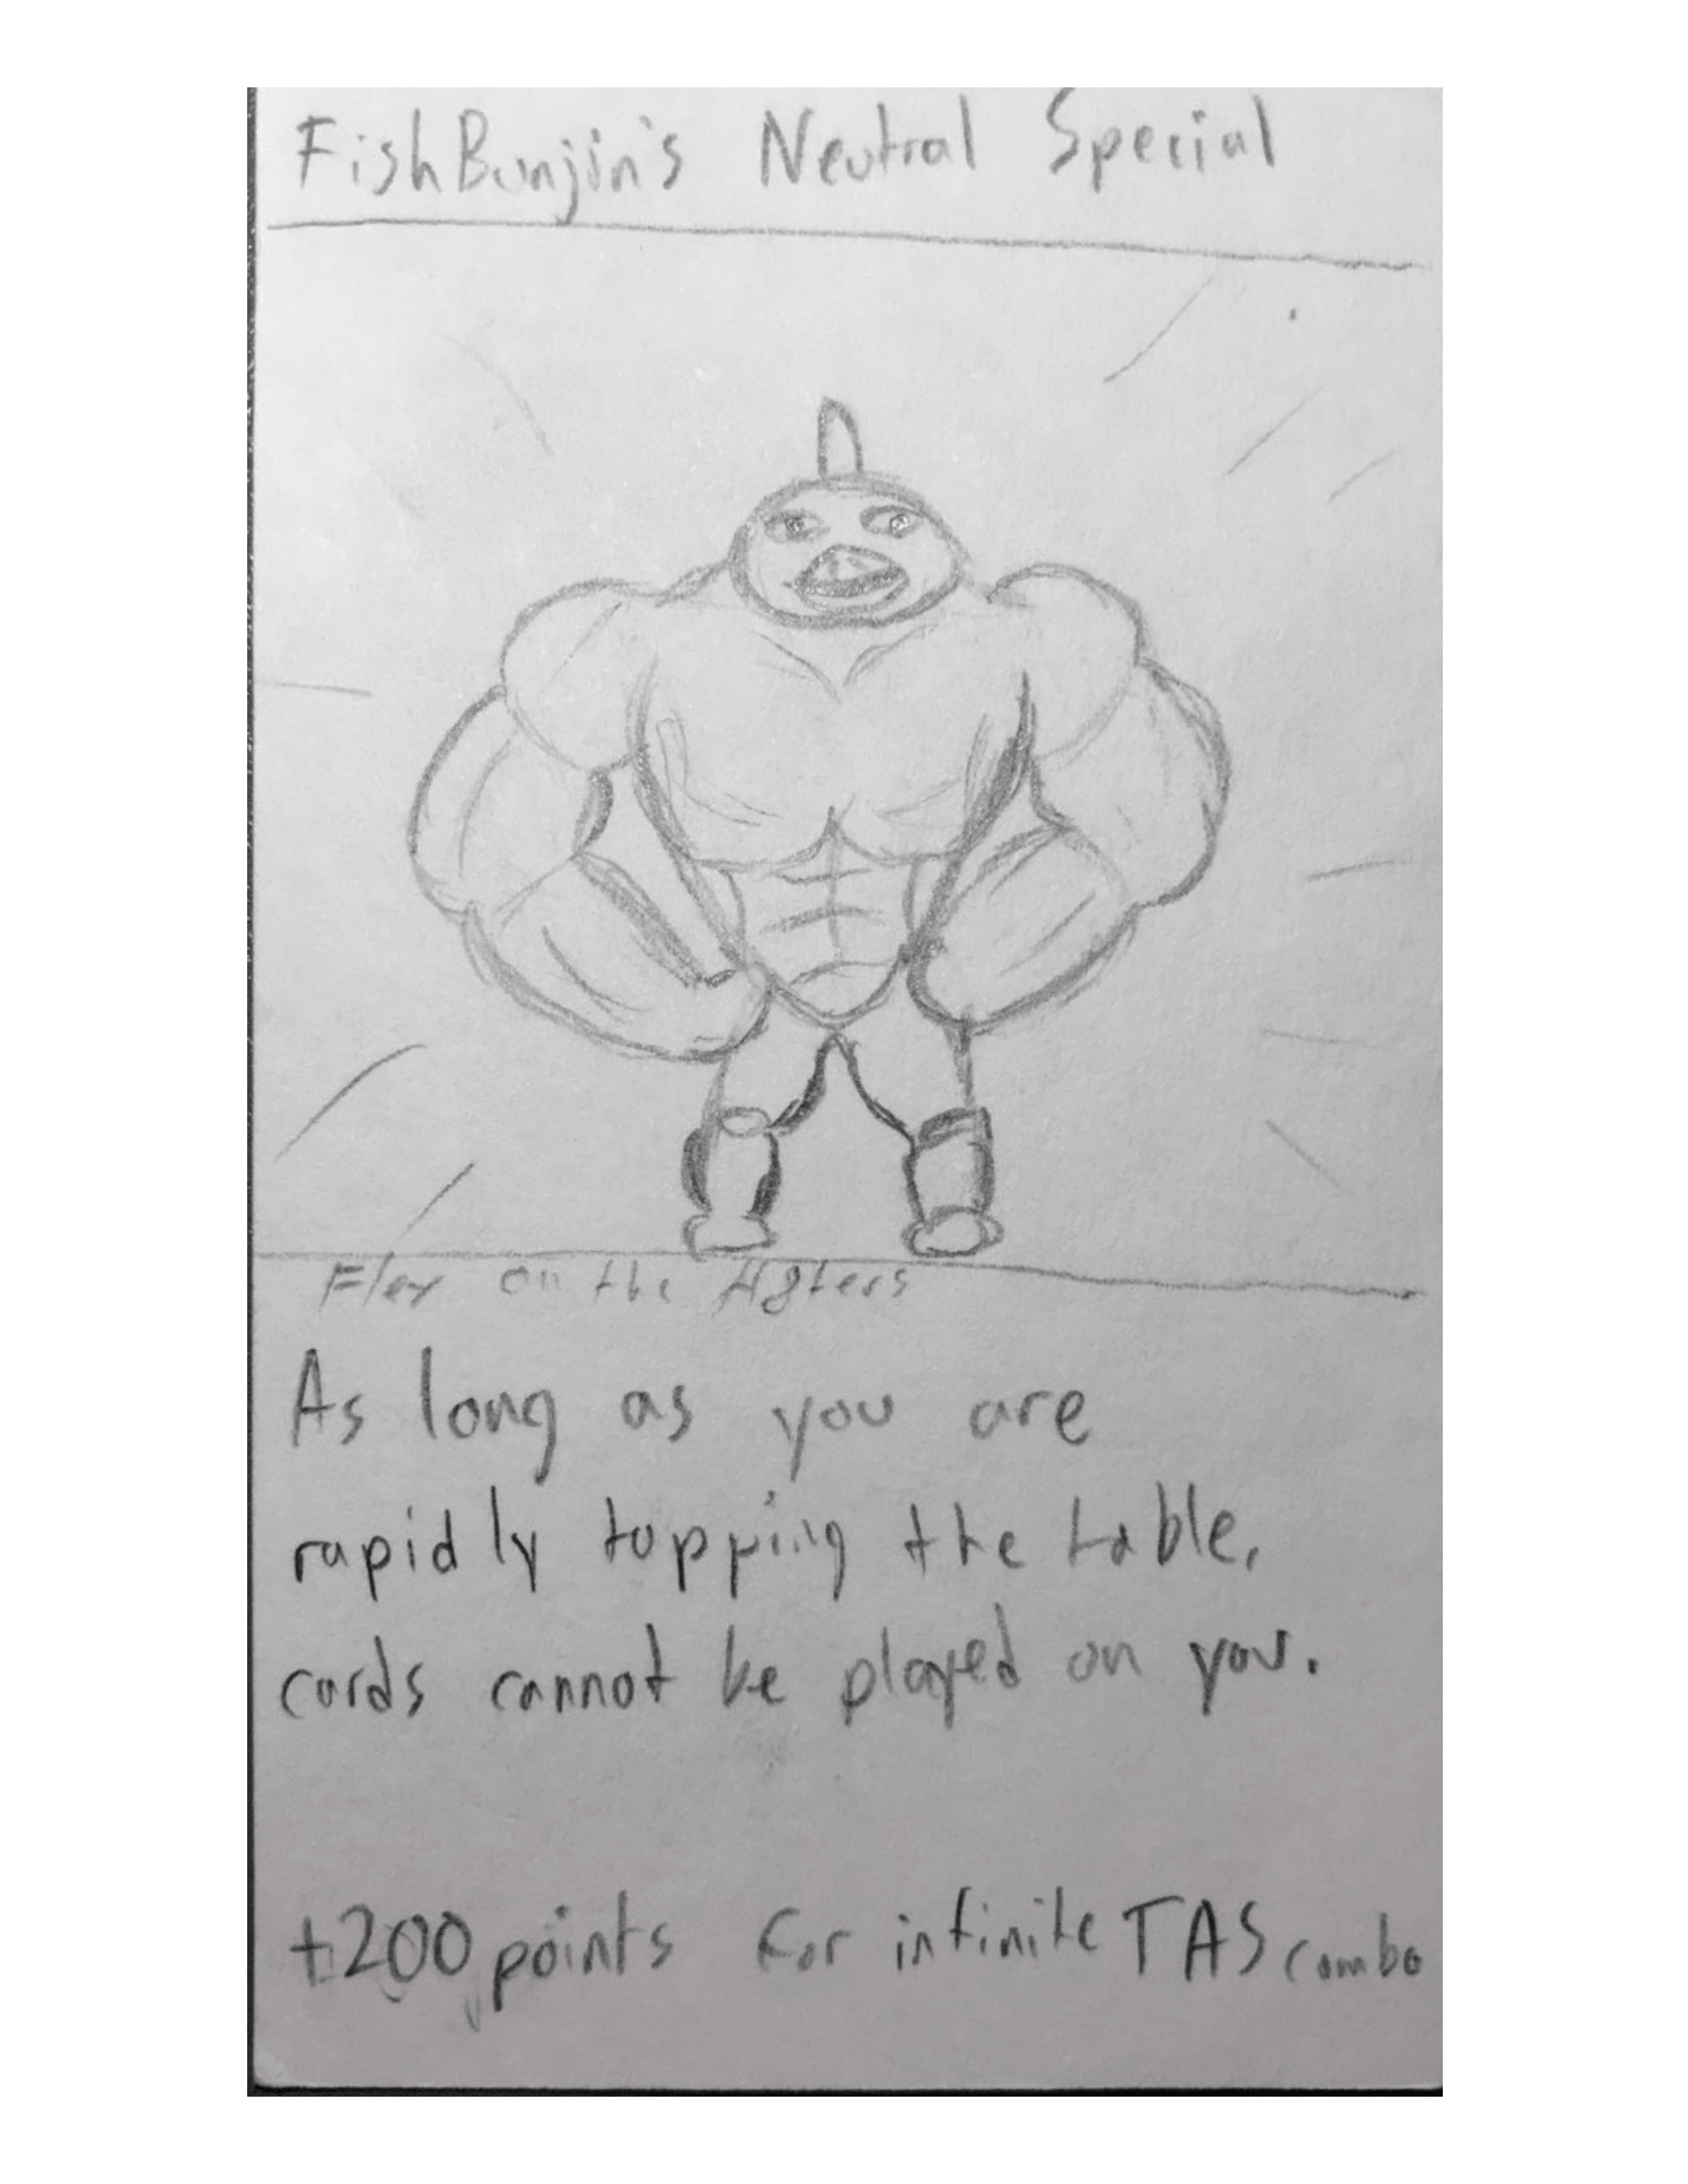 FishBunjin's Neutral Special
Flex on the Haters
As long as you are
rapidly tapping the table,
cards cannot be played on you.
+200 points for infinite TAS combo